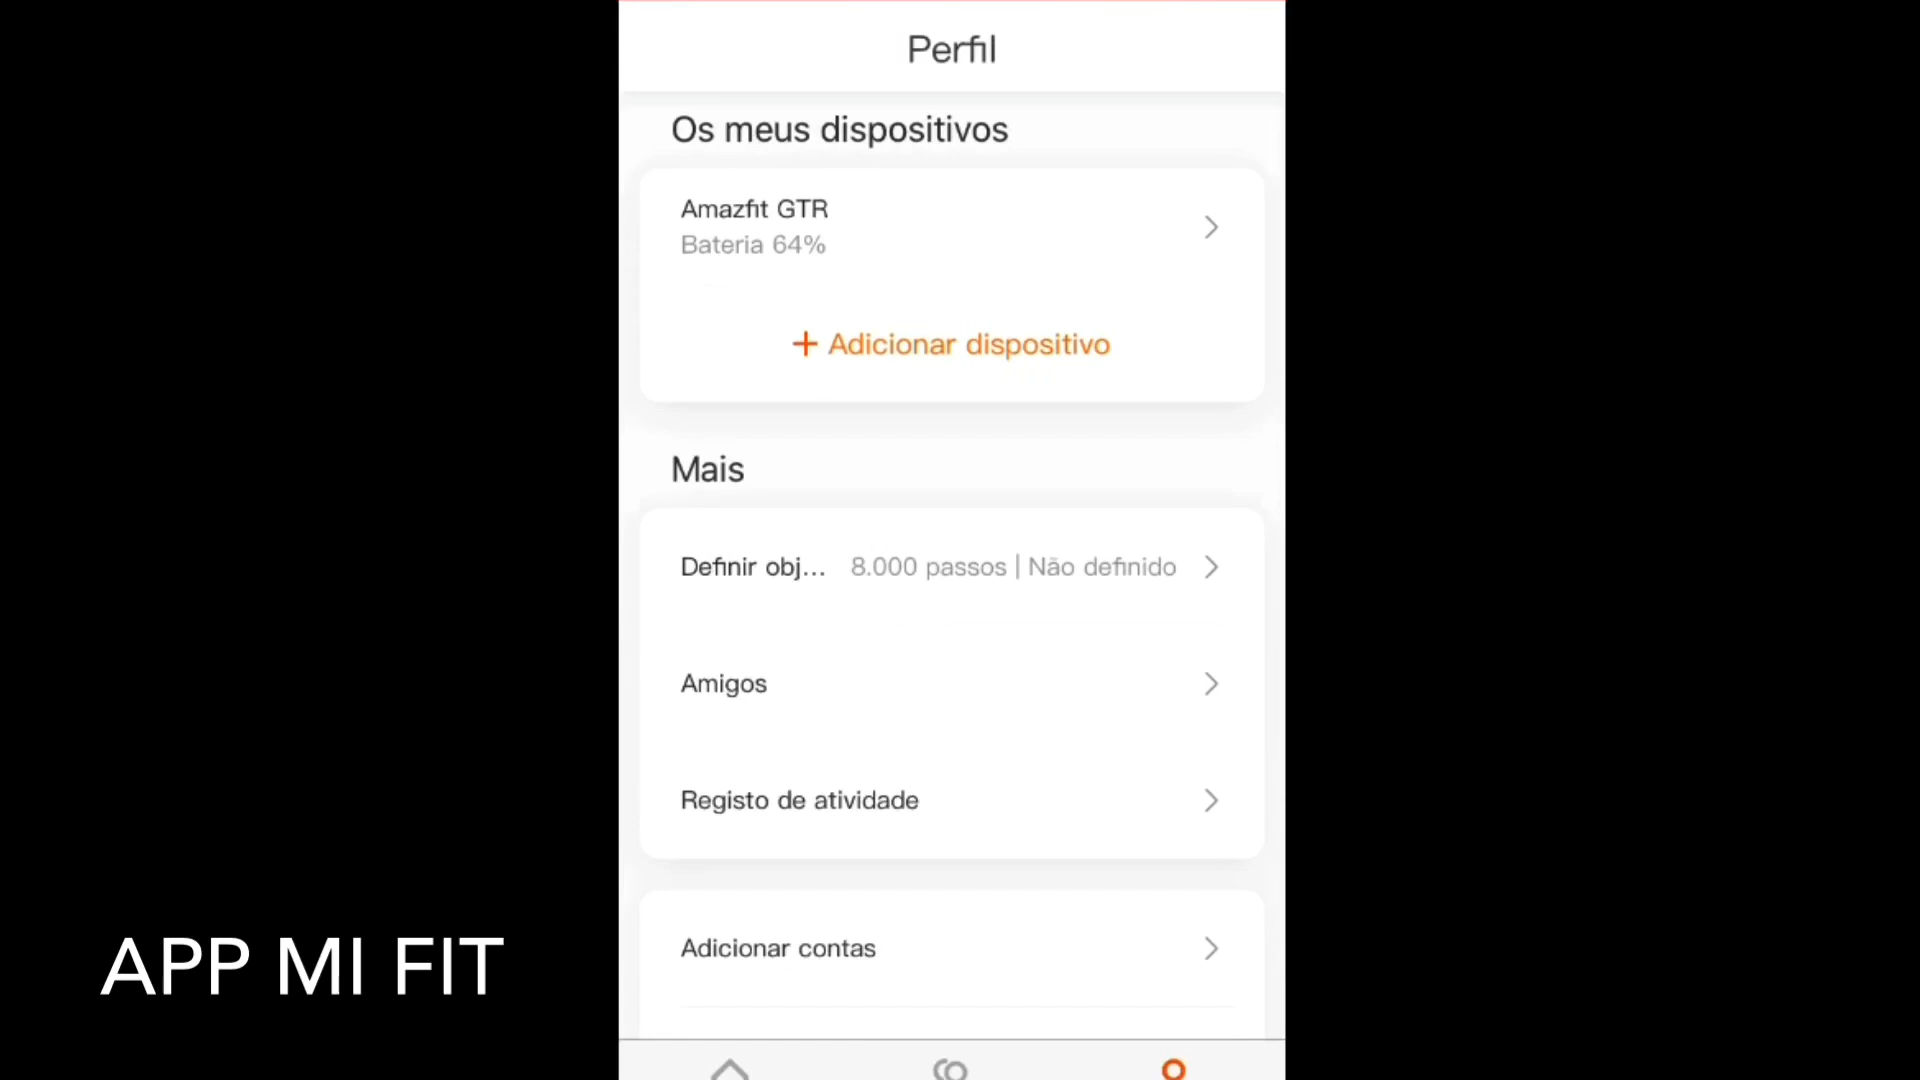 Perfil
Os meus dispositivos
Amazfit GTR
Bateria 64%
+ Adicionar dispositivo
Mais
Definir obj... 8.000 passos | Não definido
Amigos
Registo de atividade
Adicionar contas
APP MI FIT